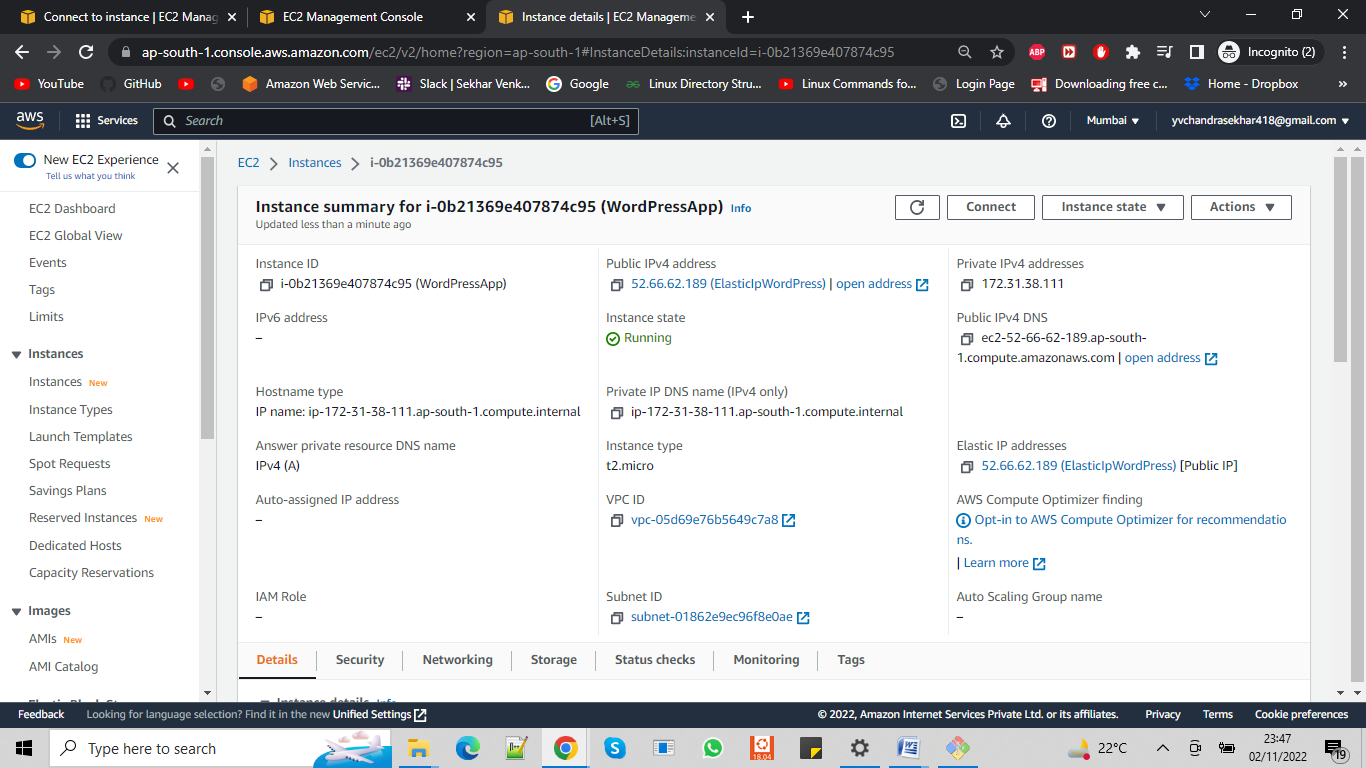 Connect to instance | EC2 Manag
EC2 Management Console
Instance details | EC2 Manageme
ap-south-1.console.aws.amazon.com/ec2/v2/home?region=ap-south-1#InstanceDetails:instanceId=i-0b21369e407874c95
ABP
Incognito (2)
YouTube
GitHub
Amazon Web Servic...
Slack | Sekhar Venk...
Google
Linux Directory Stru...
Linux Commands fo...
Login Page
Downloading free c...
Home - Dropbox
»
aws
Services
Search
[Alt+S]
Mumbai
yvchandrasekhar418@gmail.com
New EC2 Experience
Tell us what you think
EC2 Dashboard
EC2 Global View
Events
Tags
Limits
Instances
Instances New
Instance Types
Launch Templates
Spot Requests
Savings Plans
Reserved Instances New
Dedicated Hosts
Capacity Reservations
Images
AMIs New
AMI Catalog
EC2 > Instances > i-0b21369e407874c95
Instance summary for i-0b21369e407874c95 (WordPressApp) Info
Updated less than a minute ago
Connect
Instance state
Actions
Instance ID
i-0b21369e407874c95 (WordPressApp)
Public IPv4 address
52.66.62.189 (ElasticIpWordPress) | open address
Private IPv4 addresses
172.31.38.111
IPv6 address
–
Instance state
Running
Public IPv4 DNS
ec2-52-66-62-189.ap-south-
1.compute.amazonaws.com | open address
Hostname type
IP name: ip-172-31-38-111.ap-south-1.compute.internal
Private IP DNS name (IPv4 only)
ip-172-31-38-111.ap-south-1.compute.internal
Answer private resource DNS name
IPv4 (A)
Instance type
t2.micro
Elastic IP addresses
52.66.62.189 (ElasticIpWordPress) [Public IP]
Auto-assigned IP address
–
VPC ID
vpc-05d69e76b5649c7a8
AWS Compute Optimizer finding
Opt-in to AWS Compute Optimizer for recommendatio
ns.
| Learn more
IAM Role
–
Subnet ID
subnet-01862e9ec96f8e0ae
Auto Scaling Group name
–
Details
Security
Networking
Storage
Status checks
Monitoring
Tags
Instance details Info
Feedback
Looking for language selection? Find it in the new Unified Settings
© 2022, Amazon Internet Services Private Ltd. or its affiliates.
Privacy
Terms
Cookie preferences
Type here to search
18.04
22°C
23:47
02/11/2022
19